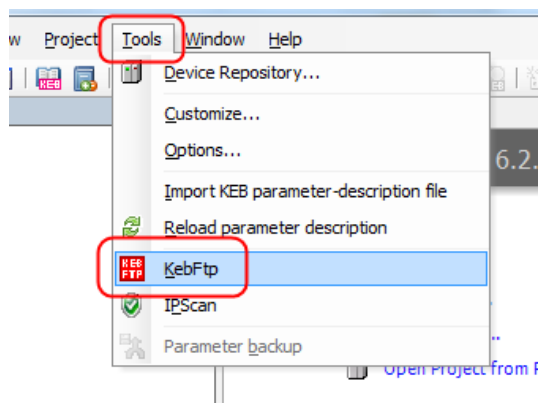 w Project Tools Window Help
KEB
Device Repository...
Customize...
Options...
6.2.
Import KEB parameter-description file
Reload parameter description
KEB
FTP
KebFtp
IPScan
Parameter backup
..
Open Project from P